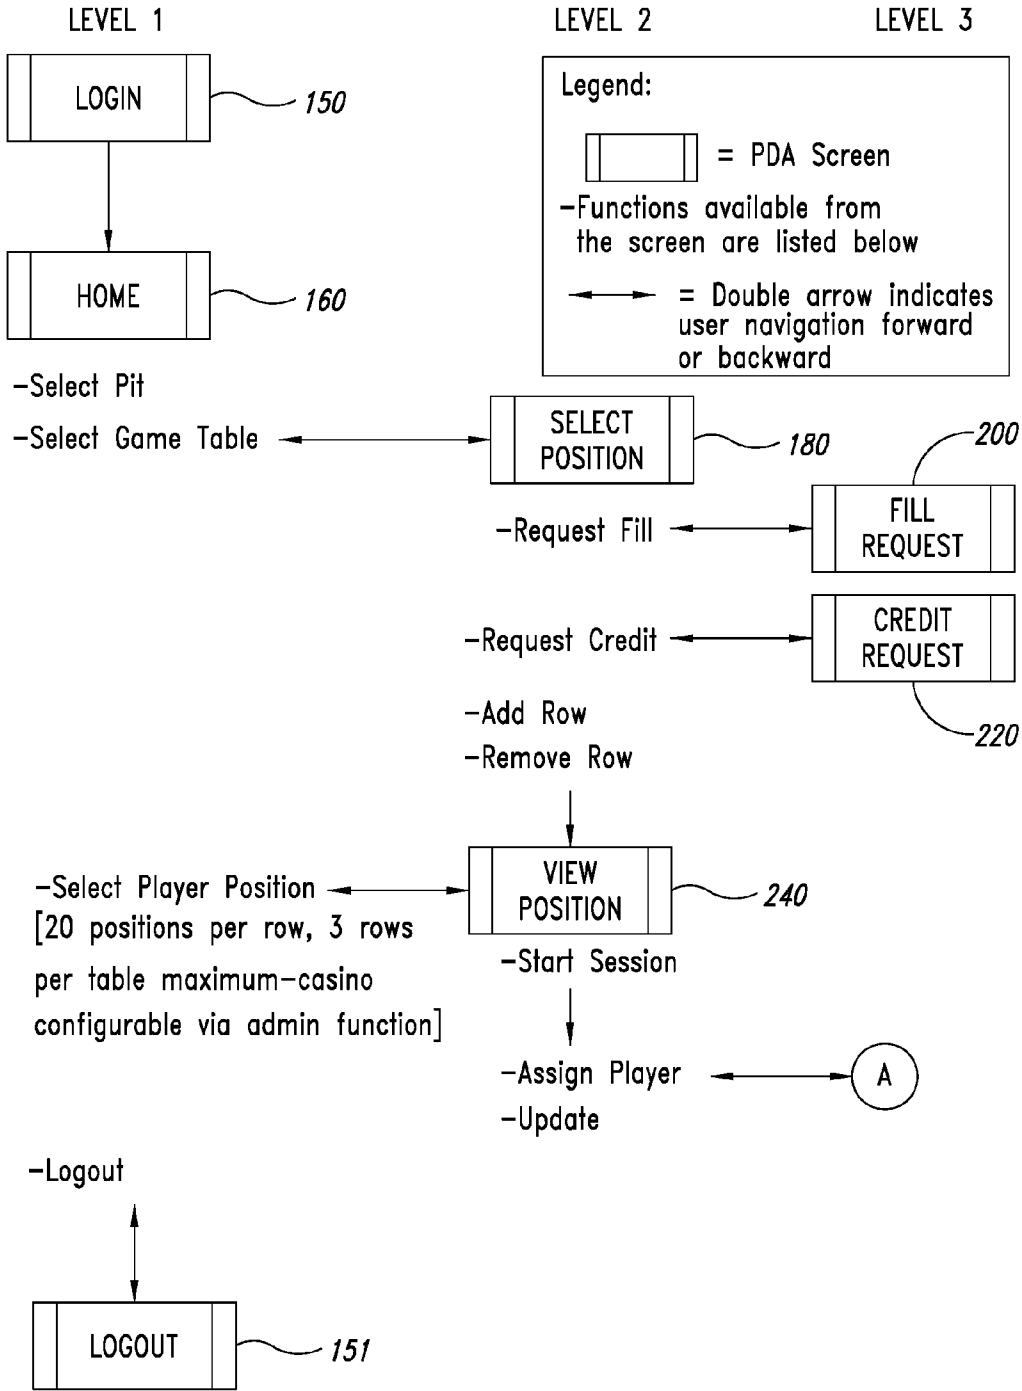 LEVEL 1
LEVEL 2
LEVEL 3
LOGIN
150
Legend:
= PDA Screen
-Functions available from
the screen are listed below
= Double arrow indicates
user navigation forward
or backward
HOME
160
-Select Pit
-Select Game Table
SELECT
POSITION
180
200
-Request Fill
FILL
REQUEST
-Request Credit
CREDIT
REQUEST
220
-Add Row
-Remove Row
-Select Player Position
[20 positions per row, 3 rows
per table maximum-casino
configurable via admin function]
VIEW
POSITION
240
-Start Session
-Assign Player
A
-Update
-Logout
LOGOUT
151